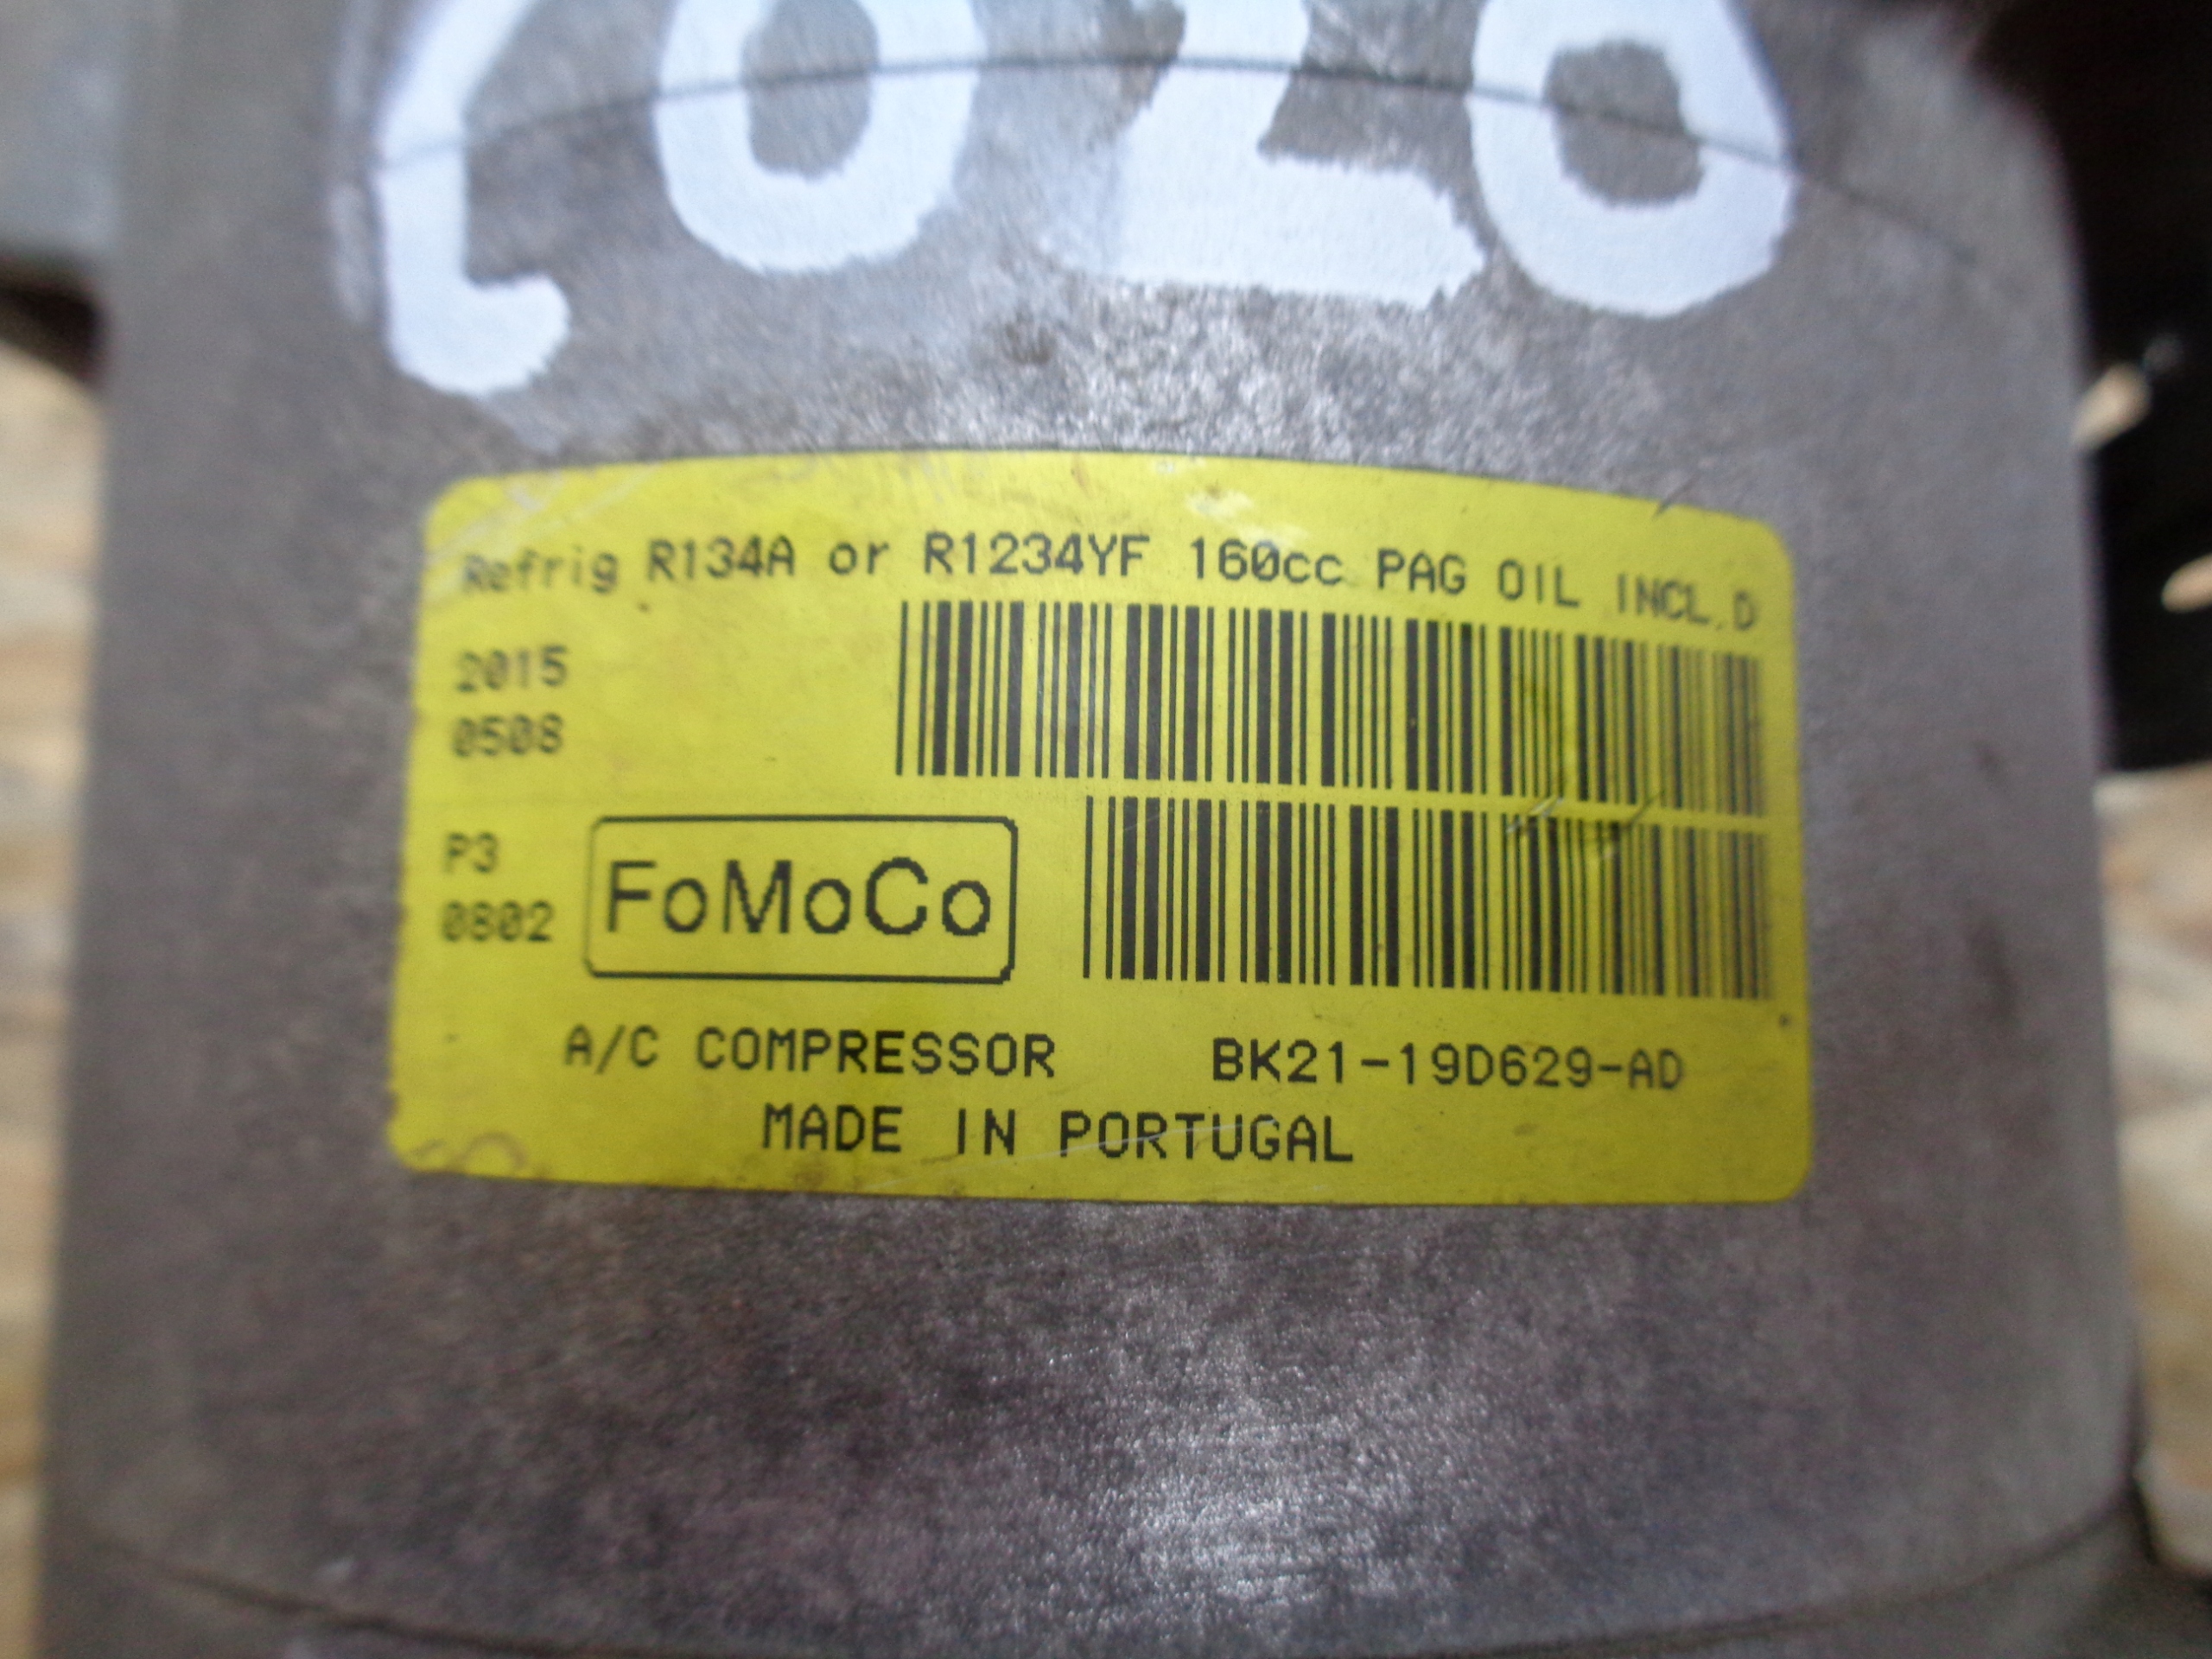 Refrig R134A or R1234YF 160cc PAG OIL INCL.D
2015
0508
P3
0802
FoMoCo
A/C COMPRESSOR BK21-19D629-AD
MADE IN PORTUGAL